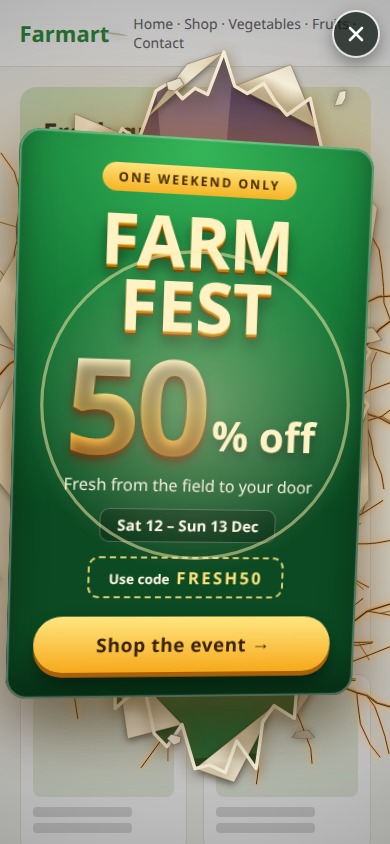 Farmart
Home · Shop · Vegetables · Fruits ·
Contact
ONE WEEKEND ONLY
FARM
FEST
50% off
Fresh from the field to your door
Sat 12 – Sun 13 Dec
Use code FRESH50
Shop the event →